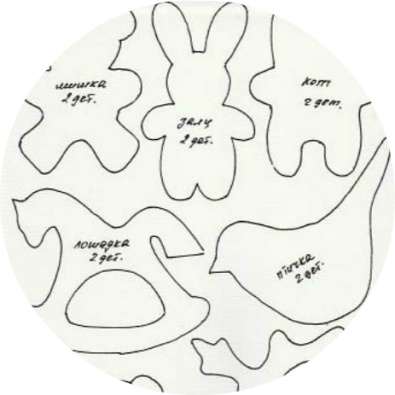 мишка
2 дет.
заяц
2 дет.
кот
2 дет.
лошадка
2 дет.
птичка
2 дет.